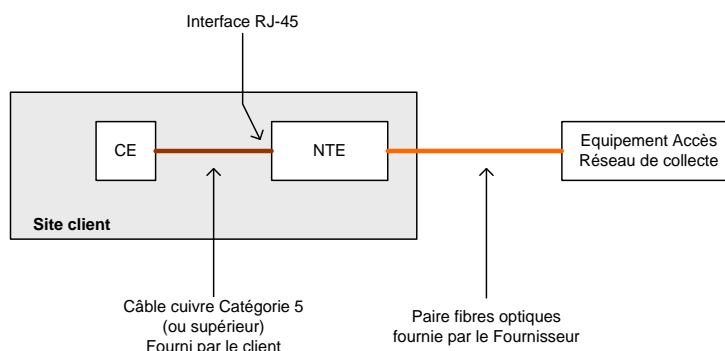 Interface RJ-45
CE
NTE
Equipement Accès
Réseau de collecte
Site client
Câble cuivre Catégorie 5
(ou supérieur)
Fourni par le client
Paire fibres optiques
fournie par le Fournisseur